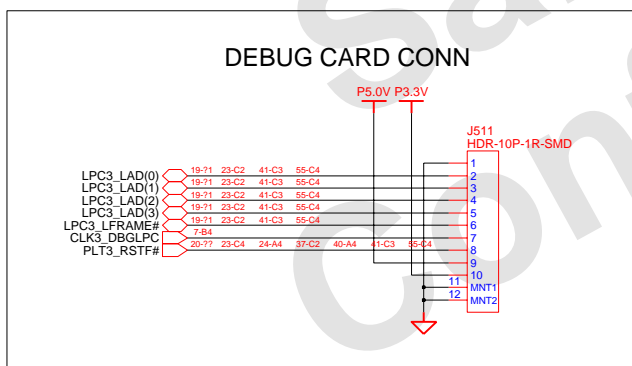 DEBUG CARD CONN
P5.0V P3.3V
J511
HDR-10P-1R-SMD
1
LPC3_LAD(0) 19-?1 23-C2 41-C3 55-C4 2
LPC3_LAD(1) 19-?1 23-C2 41-C3 55-C4 3
LPC3_LAD(2) 19-?1 23-C2 41-C3 55-C4 4
LPC3_LAD(3) 19-?1 23-C2 41-C3 55-C4 5
LPC3_LFRAME# 19-?1 23-C2 41-C3 55-C4 6
CLK3_DBGLPC 7-B4 7
PLT3_RSTF# 20-?? 23-C4 24-A4 37-C2 40-A4 41-C3 55-C4 8
9
10
11 MNT1
12 MNT2